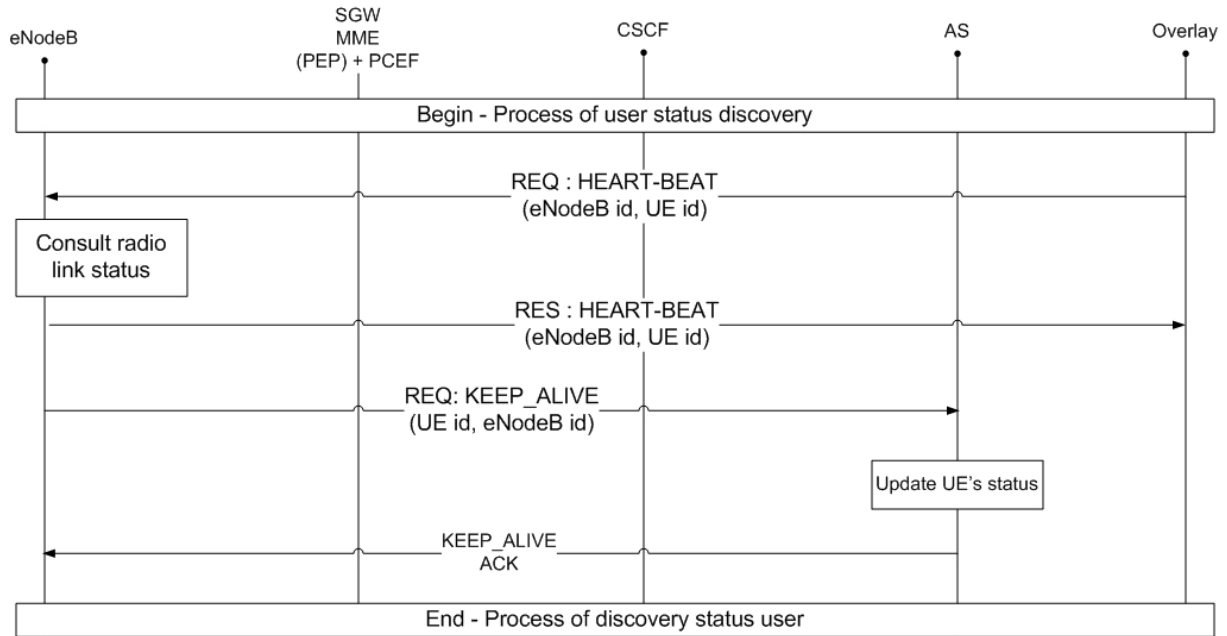 eNodeB
SGW
MME
(PEP) + PCEF
CSCF
AS
Overlay
Begin - Process of user status discovery
REQ : HEART-BEAT
(eNodeB id, UE id)
Consult radio
link status
RES : HEART-BEAT
(eNodeB id, UE id)
REQ: KEEP_ALIVE
(UE id, eNodeB id)
Update UE's status
KEEP_ALIVE
ACK
End - Process of discovery status user